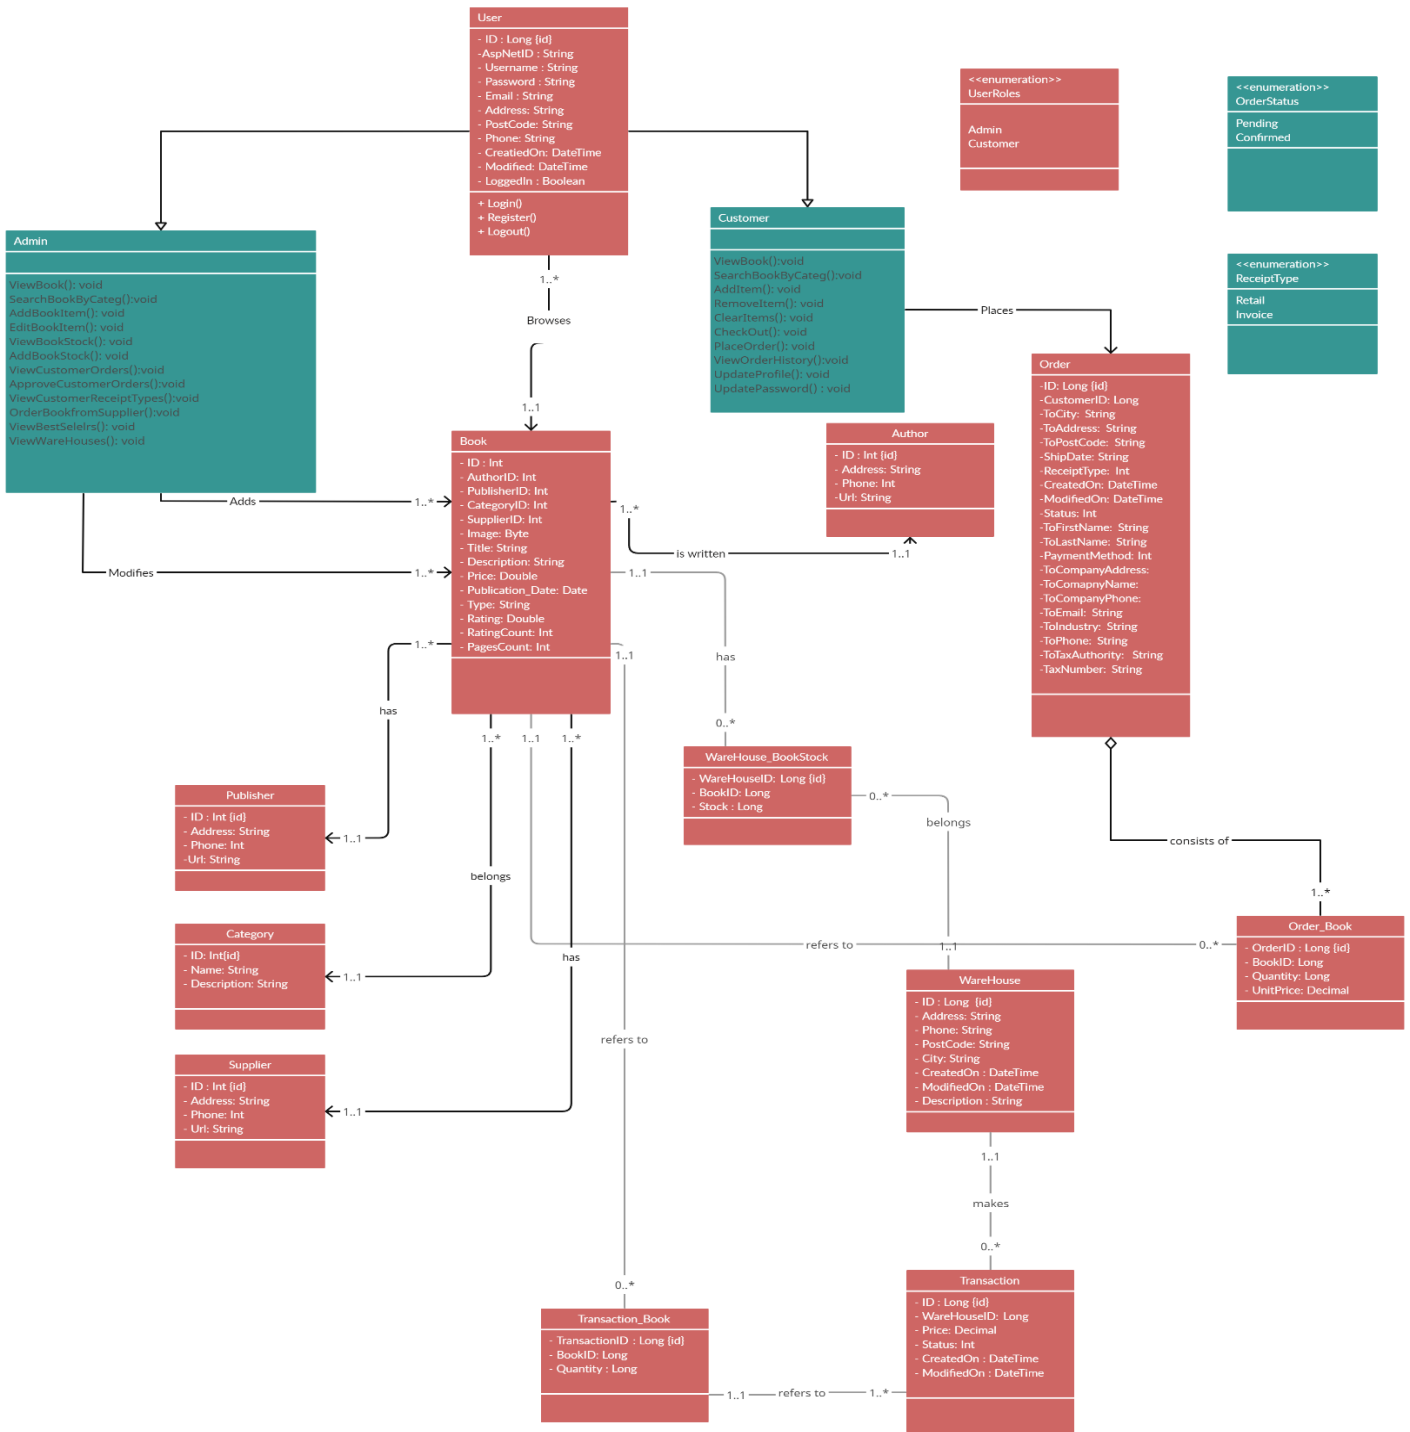 User
- ID : Long {id}
-AspNetID : String
- Username : String
- Password : String
- Email : String
- Address: String
- PostCode: String
- Phone: String
- CreatiedOn: DateTime
- Modified: DateTime
- LoggedIn : Boolean
+ Login()
+ Register()
+ Logout()
<<enumeration>>
UserRoles
Admin
Customer
<<enumeration>>
OrderStatus
Pending
Confirmed
<<enumeration>>
ReceiptType
Retail
Invoice
Admin
ViewBook(): void
SearchBookByCateg():void
AddBookItem(): void
EditBookItem(): void
ViewBookStock(): void
AddBookStock(): void
ViewCustomerOrders(): void
ApproveCustomerOrders():void
ViewCustomerReceiptTypes():void
OrderBookfromSupplier():void
ViewBestSelelrs(): void
ViewWareHouses(): void
Customer
ViewBook():void
SearchBookByCateg():void
AddItem(): void
RemoveItem(): void
ClearItems(): void
CheckOut(): void
PlaceOrder(): void
ViewOrderHistory():void
UpdateProfile(): void
UpdatePassword() : void
1..*
Browses
1..1
Places
Order
-ID: Long {id}
-CustomerID: Long
-ToCity: String
-ToAddress: String
-ToPostCode: String
-ShipDate: String
-ReceiptType: Int
-CreatedOn: DateTime
-ModifiedOn: DateTime
-Status: Int
-ToFirstName: String
-ToLastName: String
-PaymentMethod: Int
-ToCompanyAddress:
-ToComapnyName:
-ToCompanyPhone:
-ToEmail: String
-ToIndustry: String
-ToPhone: String
-ToTaxAuthority: String
-TaxNumber: String
Author
- ID : Int {id}
- Address: String
- Phone: Int
-Url: String
Book
- ID : Int
- AuthorID: Int
- PublisherID: Int
- CategoryID: Int
- SupplierID: Int
- Image: Byte
- Title: String
- Description: String
- Price: Double
- Publication_Date: Date
- Type: String
- Rating: Double
- RatingCount: Int
- PagesCount: Int
Adds
1..*
Modifies
1..*
1..*
is written
1..1
1..1
has
0..*
1..*
has
1..1
1..1
1..*
1..1
1..*
WareHouse_BookStock
- WareHouseID: Long {id}
- BookID: Long
- Stock : Long
0..*
belongs
1..1
Publisher
- ID : Int {id}
- Address: String
- Phone: Int
-Url: String
belongs
1..1
consists of
1..*
Category
- ID: Int{id}
- Name: String
- Description: String
has
1..1
refers to
0..*
Order_Book
- OrderID : Long {id}
- BookID: Long
- Quantity: Long
- UnitPrice: Decimal
WareHouse
- ID : Long {id}
- Address: String
- Phone: String
- PostCode: String
- City: String
- CreatedOn : DateTime
- ModifiedOn : DateTime
- Description : String
Supplier
- ID : Int {id}
- Address: String
- Phone: Int
- Url: String
refers to
0..*
1..1
makes
0..*
Transaction
- ID : Long {id}
- WareHouseID: Long
- Price: Decimal
- Status: Int
- CreatedOn : DateTime
- ModifiedOn : DateTime
Transaction_Book
- TransactionID : Long {id}
- BookID: Long
- Quantity : Long
1..1
refers to
1..*